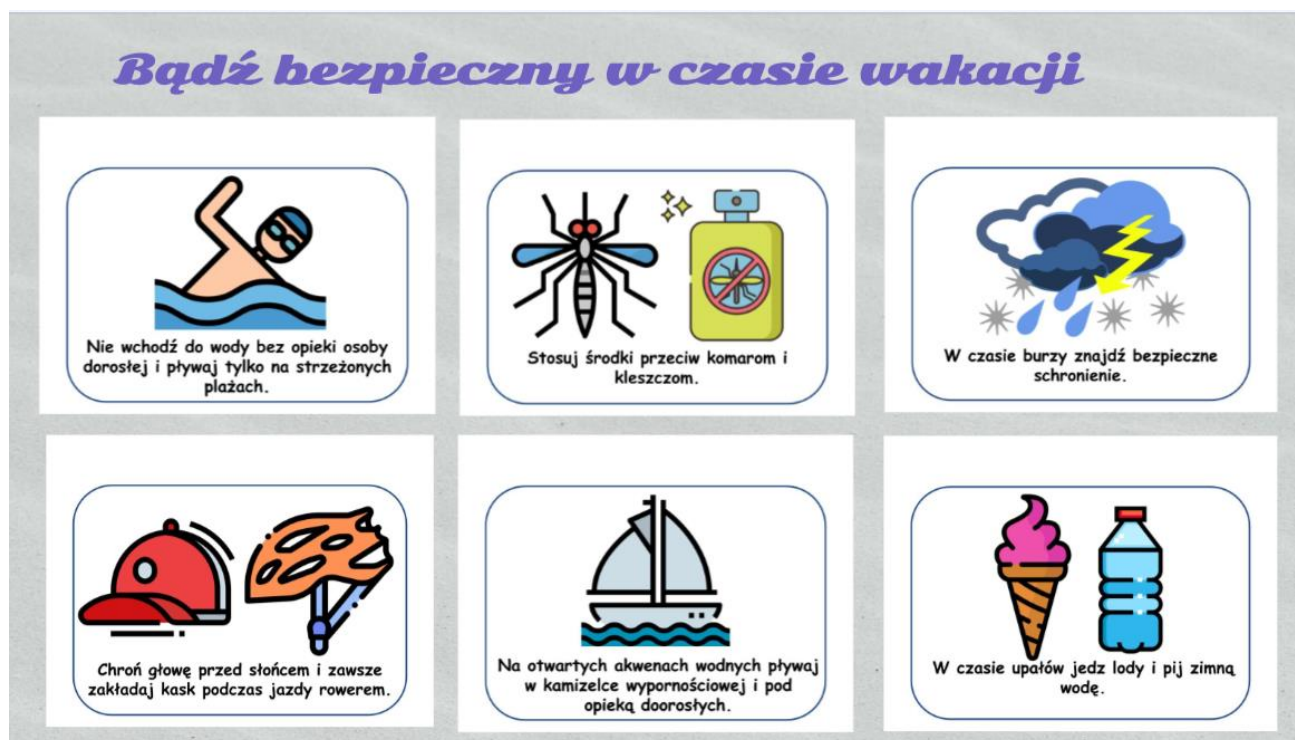 Bądź bezpieczny w czasie wakacji
Nie wchodź do wody bez opieki osoby
dorosłej i pływaj tylko na strzeżonych
plażach.
Stosuj środki przeciw komarom i
kleszczom.
W czasie burzy znajdź bezpieczne
schronienie.
Chroń głowę przed słońcem i zawsze
zakładaj kask podczas jazdy rowerem.
Na otwartych akwenach wodnych pływaj
w kamizelce wypornościowej i pod
opieką doorosłych.
W czasie upałów jedz lody i pij zimną
wodę.